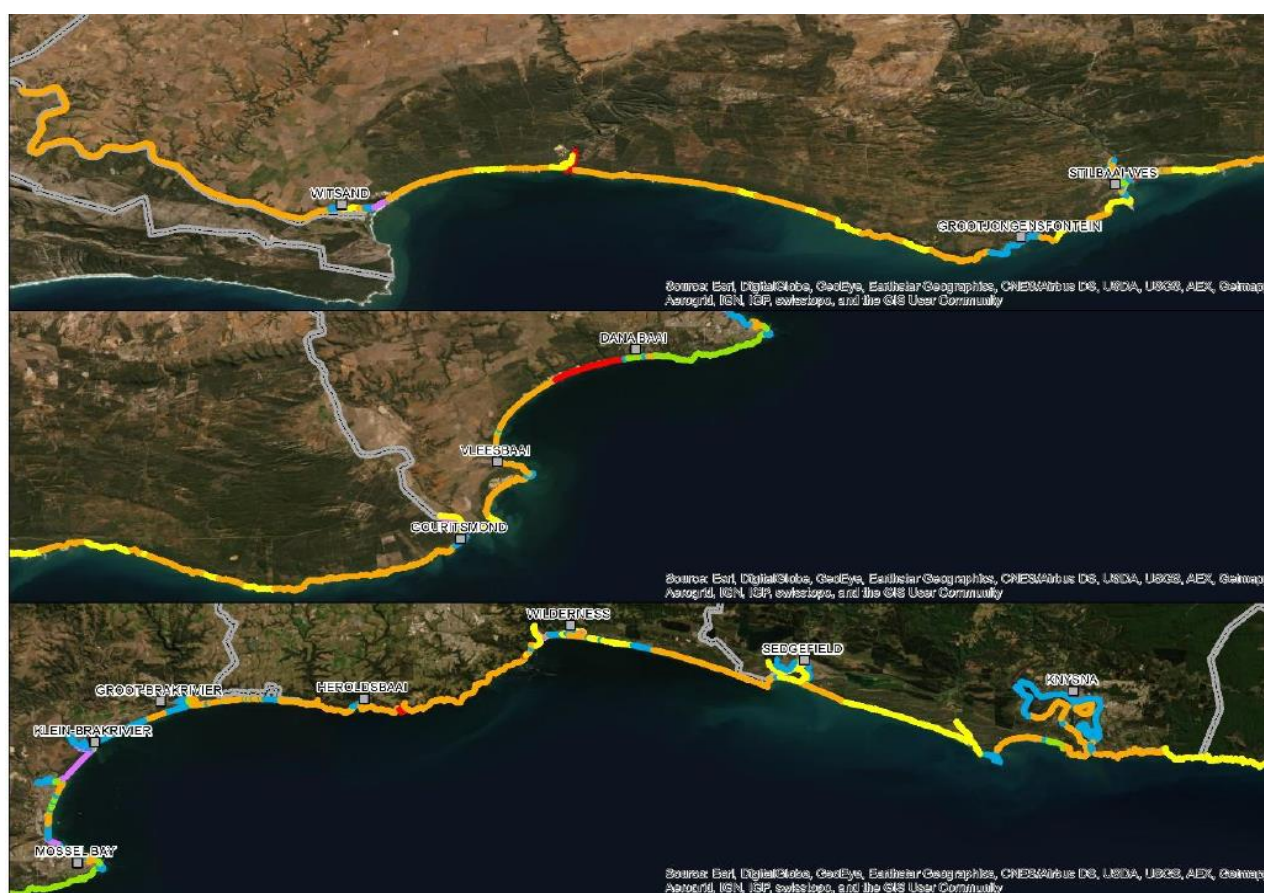 WITSAND
STILBAAI-WES
GROOTJONGENSFONTEIN
Source: Esri, DigitalGlobe, GeoEye, Earthstar Geographics, CNES/Airbus DS, USDA, USGS, AEX, Getmap
Aerogrid, IGN, IGP, swisstopo, and the GIS User Community
DANABAAI
VLEESBAAI
GOURITSMOND
Source: Esri, DigitalGlobe, GeoEye, Earthstar Geographics, CNES/Airbus DS, USDA, USGS, AEX, Getmap
Aerogrid, IGN, IGP, swisstopo, and the GIS User Community
WILDERNESS
SEDGEFIELD
KNYSNA
HEROLDSBAAI
GROOT-BRAKRIVIER
KLEIN-BRAKRIVIER
MOSSEL BAY
Source: Esri, DigitalGlobe, GeoEye, Earthstar Geographics, CNES/Airbus DS, USDA, USGS, AEX, Getmap
Aerogrid, IGN, IGP, swisstopo, and the GIS User Community